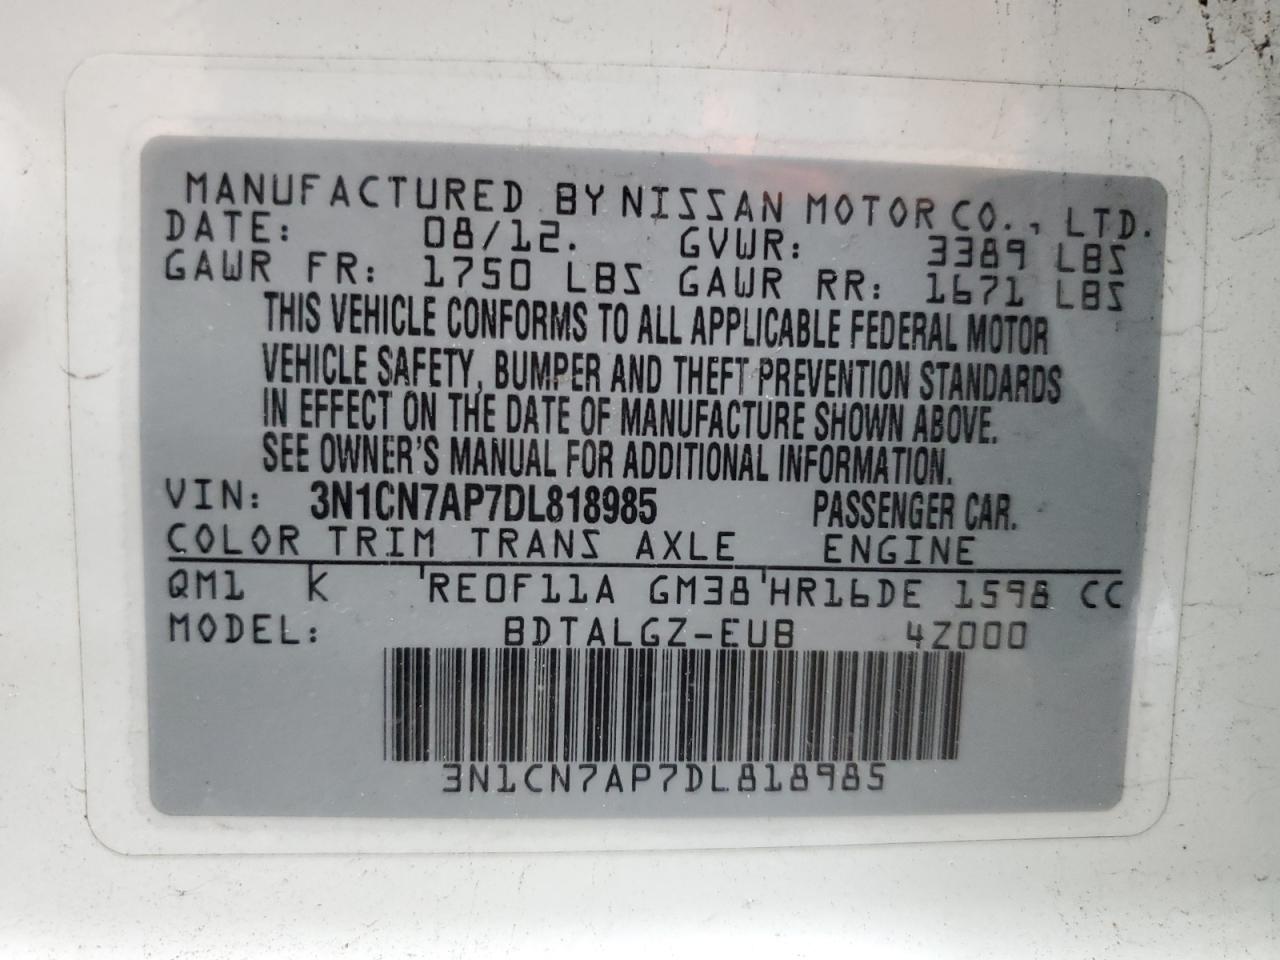 MANUFACTURED BY NISSAN MOTOR CO., LTD.
DATE: 08/12. GVWR: 3389 LBS
GAWR FR: 1750 LBS GAWR RR: 1671 LBS
THIS VEHICLE CONFORMS TO ALL APPLICABLE FEDERAL MOTOR
VEHICLE SAFETY, BUMPER AND THEFT PREVENTION STANDARDS
IN EFFECT ON THE DATE OF MANUFACTURE SHOWN ABOVE.
SEE OWNER'S MANUAL FOR ADDITIONAL INFORMATION.
VIN: 3N1CN7AP7DL818985 PASSENGER CAR.
COLOR TRIM TRANS AXLE ENGINE
QM1 K RE0F11A GM38 HR16DE 1598 CC
MODEL: BDTALGZ-EUB 4Z000
3N1CN7AP7DL818985